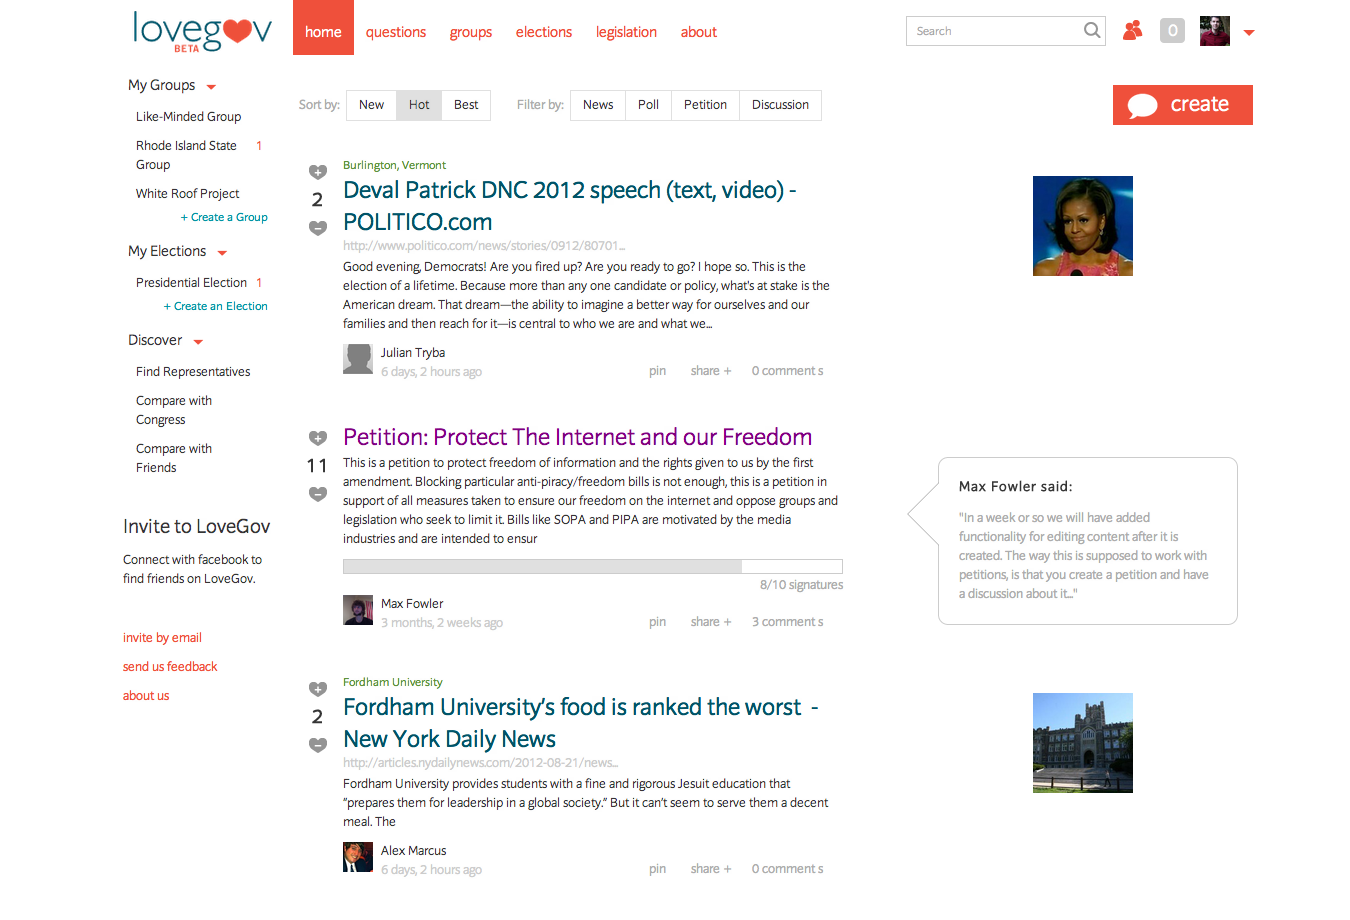 lovegov
BETA
home
questions
groups
elections
legislation
about
Search
0
My Groups
Like-Minded Group
Rhode Island State 1
Group
White Roof Project
+ Create a Group
My Elections
Presidential Election 1
+ Create an Election
Discover
Find Representatives
Compare with
Congress
Compare with
Friends
Invite to LoveGov
Connect with facebook to
find friends on LoveGov.
invite by email
send us feedback
about us
Sort by: New Hot Best Filter by: News Poll Petition Discussion
create
Burlington, Vermont
2
Deval Patrick DNC 2012 speech (text, video) -
POLITICO.com
http://www.politico.com/news/stories/0912/80701...
Good evening, Democrats! Are you fired up? Are you ready to go? I hope so. This is the
election of a lifetime. Because more than any one candidate or policy, what's at stake is the
American dream. That dream—the ability to imagine a better way for ourselves and our
families and then reach for it—is central to who we are and what we...
Julian Tryba
6 days, 2 hours ago
pin share + 0 comment s
11
Petition: Protect The Internet and our Freedom
This is a petition to protect freedom of information and the rights given to us by the first
amendment. Blocking particular anti-piracy/freedom bills is not enough, this is a petition in
support of all measures taken to ensure our freedom on the internet and oppose groups and
legislation who seek to limit it. Bills like SOPA and PIPA are motivated by the media
industries and are intended to ensur
8/10 signatures
Max Fowler
3 months, 2 weeks ago
pin share + 3 comment s
Max Fowler said:
"In a week or so we will have added
functionality for editing content after it is
created. The way this is supposed to work with
petitions, is that you create a petition and have
a discussion about it..."
Fordham University
2
Fordham University's food is ranked the worst -
New York Daily News
http://articles.nydailynews.com/2012-08-21/news...
Fordham University provides students with a fine and rigorous Jesuit education that
"prepares them for leadership in a global society." But it can't seem to serve them a decent
meal. The
Alex Marcus
6 days, 2 hours ago
pin share + 0 comment s